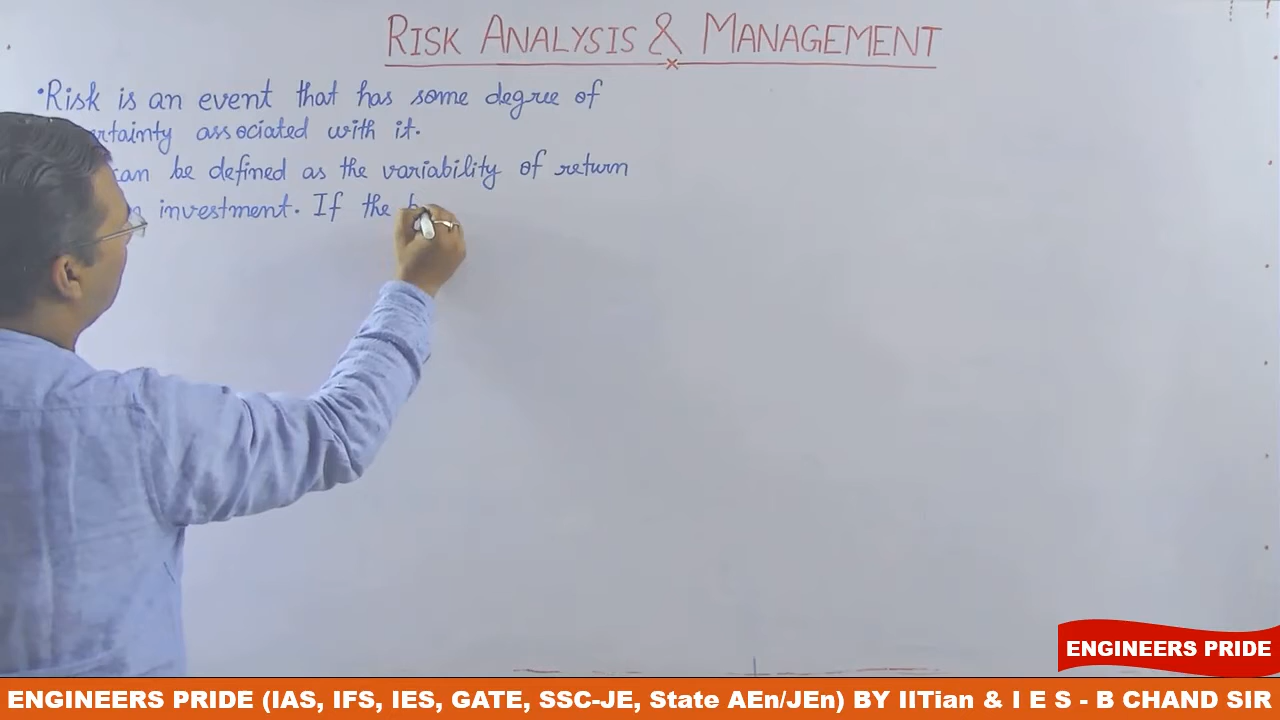 RISK ANALYSIS & MANAGEMENT
•Risk is an event that has some degree of
associated with it.
can be defined as the variability of return
investment. If the
ENGINEERS PRIDE
ENGINEERS PRIDE (IAS, IFS, IES, GATE, SSC-JE, State AEn/JEn) BY IITian & I E S - B CHAND SIR